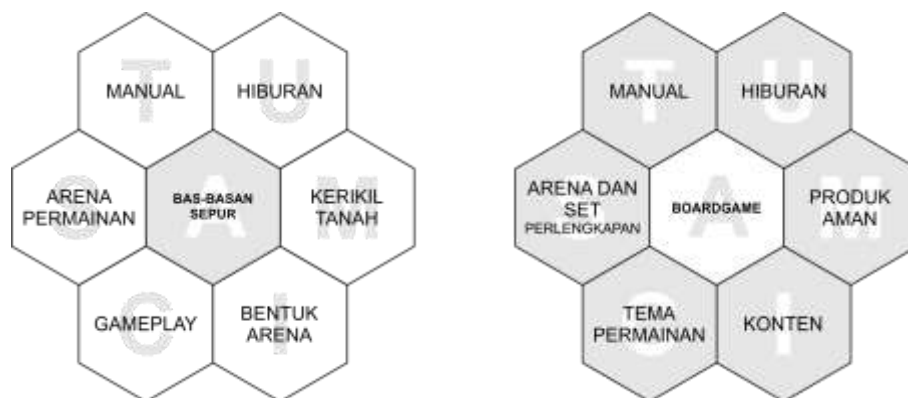 T U
MANUAL HIBURAN
ARENA
PERMAINAN
A
BAS-BASAN
SEPUR
M
KERIKIL
TANAH
C
GAMEPLAY
I
BENTUK
ARENA
T U
MANUAL HIBURAN
ARENA DAN
SET
PERLENGKAPAN
A
BOARDGAME
M
PRODUK
AMAN
TEMA
PERMAINAN
I
KONTEN